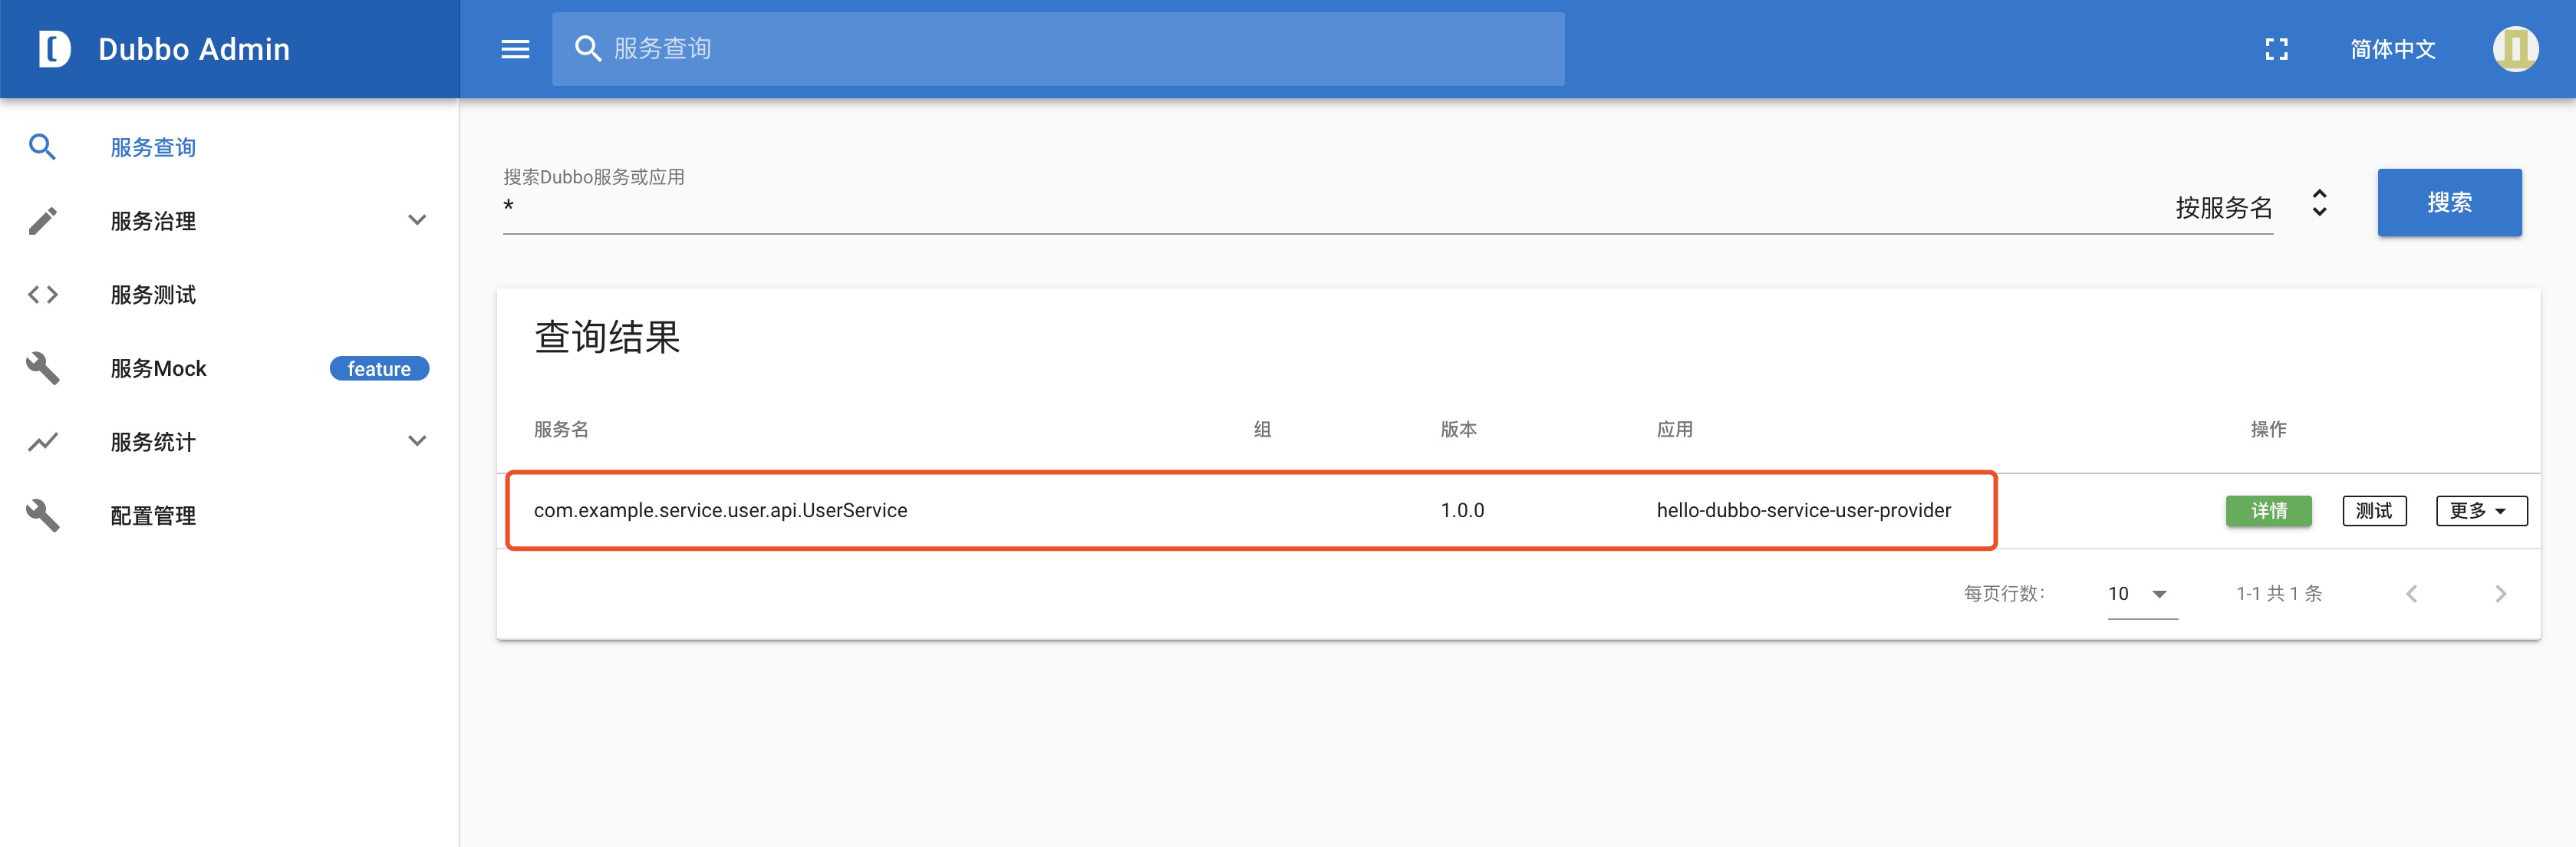 Dubbo Admin
服务查询
简体中文
服务查询
服务治理
服务测试
服务Mock
feature
服务统计
配置管理
搜索Dubbo服务或应用
*
按服务名
搜索
查询结果
服务名 组 版本 应用 操作
com.example.service.user.api.UserService 1.0.0 hello-dubbo-service-user-provider 详情 测试 更多
每页行数: 10 1-1 共 1 条